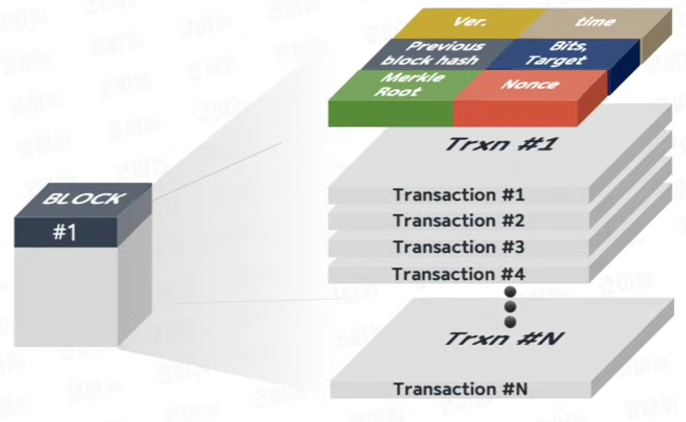 Ver.
time
Previous
block hash
Bits,
Target
Merkle
Root
Nonce
BLOCK
#1
Trxn #1
Transaction #1
Transaction #2
Transaction #3
Transaction #4
Trxn #N
Transaction #N